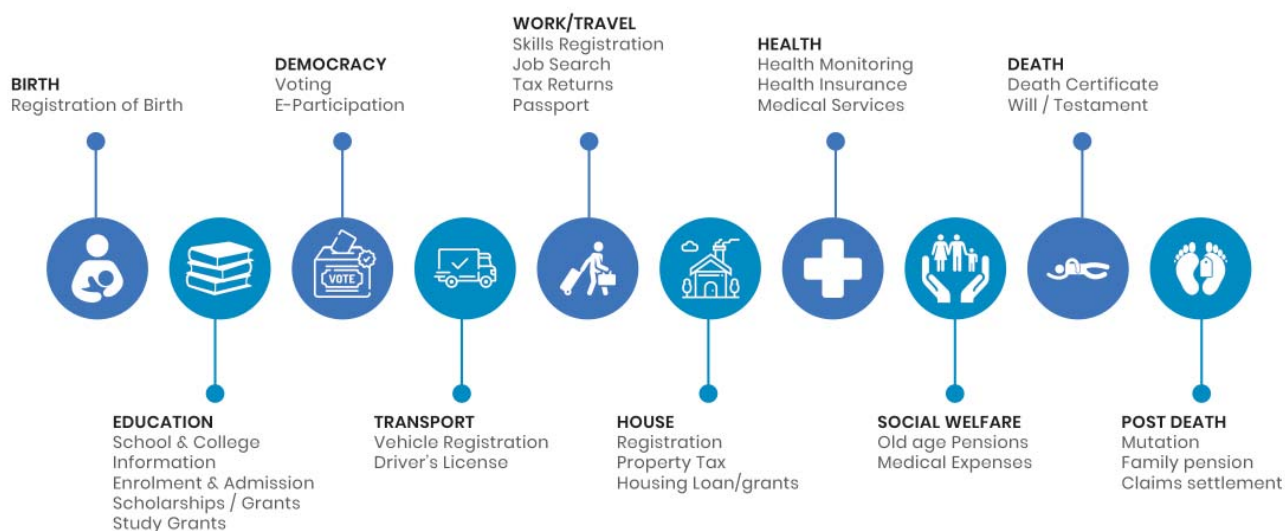 BIRTH
Registration of Birth
EDUCATION
School & College
Information
Enrolment & Admission
Scholarships / Grants
Study Grants
DEMOCRACY
Voting
E-Participation
VOTE
TRANSPORT
Vehicle Registration
Driver's License
WORK/TRAVEL
Skills Registration
Job Search
Tax Returns
Passport
HOUSE
Registration
Property Tax
Housing Loan/grants
HEALTH
Health Monitoring
Health Insurance
Medical Services
SOCIAL WELFARE
Old age Pensions
Medical Expenses
DEATH
Death Certificate
Will / Testament
POST DEATH
Mutation
Family pension
Claims settlement